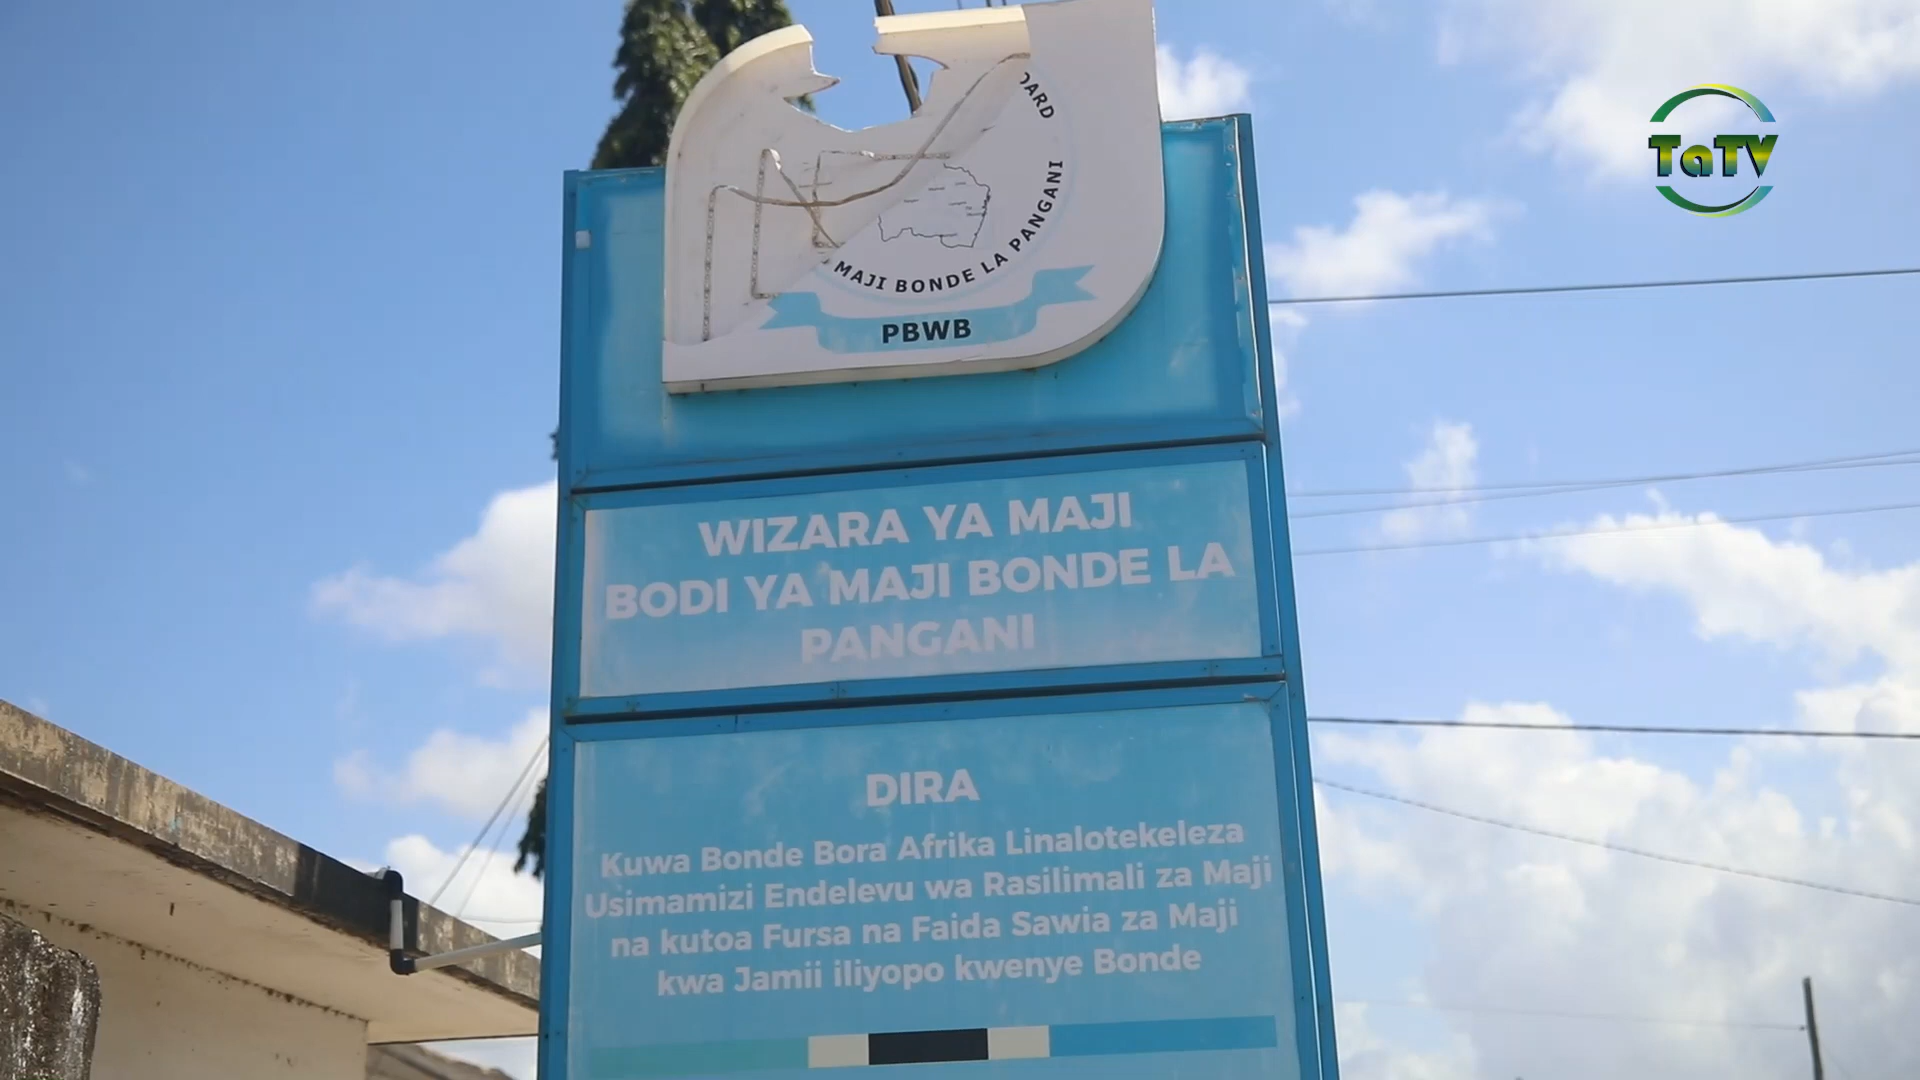 TaTV
MAJI BONDE LA PANGANI
PBWB
WIZARA YA MAJI
BODI YA MAJI BONDE LA
PANGANI
DIRA
Kuwa Bonde Bora Afrika Linalotekeleza
Usimamizi Endelevu wa Rasilimali za Maji
na kutoa Fursa na Faida Sawia za Maji
kwa Jamii iliyopo kwenye Bonde